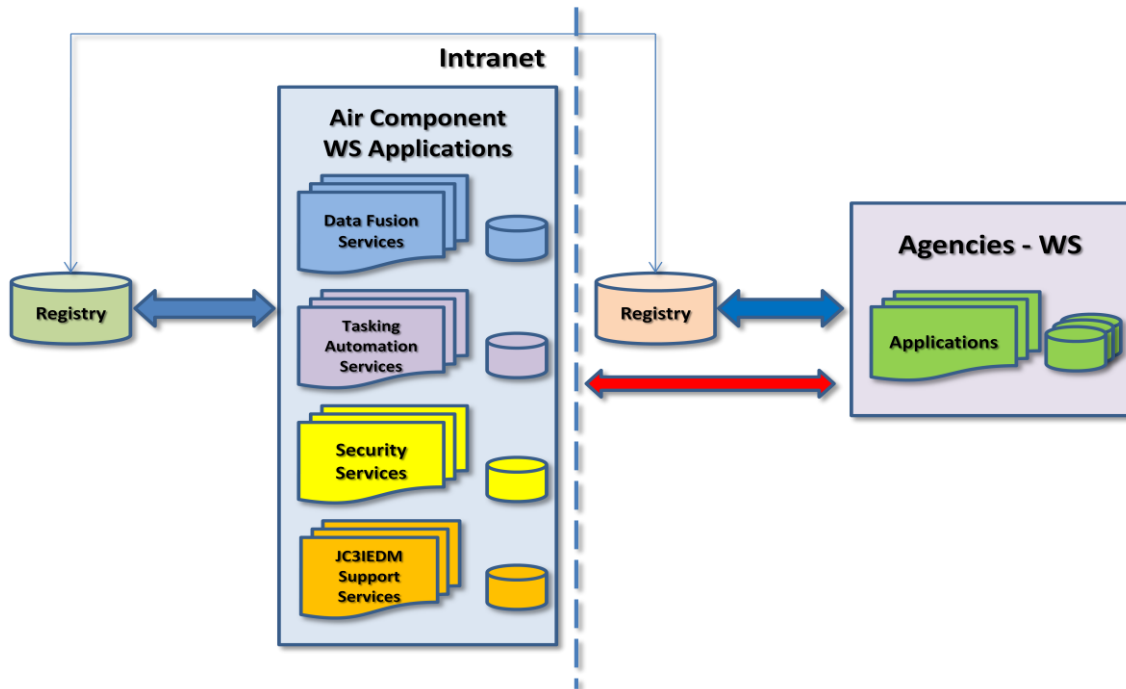 Intranet
Air Component
WS Applications
Data Fusion
Services
Registry
Tasking
Automation
Services
Security
Services
JC3IEDM
Support
Services
Registry
Agencies - WS
Applications